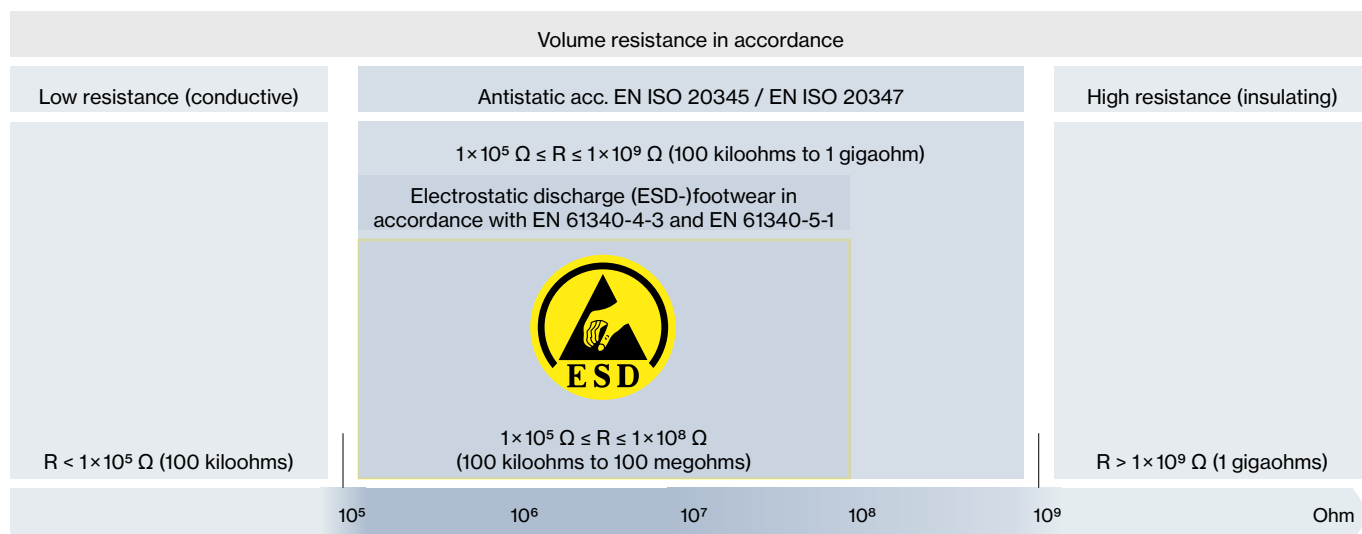 Volume resistance in accordance
Low resistance (conductive)
Antistatic acc. EN ISO 20345 / EN ISO 20347
High resistance (insulating)
1×10⁵ Ω ≤ R ≤ 1×10⁹ Ω (100 kiloohms to 1 gigaohm)
Electrostatic discharge (ESD-)footwear in
accordance with EN 61340-4-3 and EN 61340-5-1
ESD
1×10⁵ Ω ≤ R ≤ 1×10⁸ Ω
(100 kiloohms to 100 megohms)
R < 1×10⁵ Ω (100 kiloohms)
R > 1×10⁹ Ω (1 gigaohms)
10⁵ 10⁶ 10⁷ 10⁸ 10⁹ Ohm